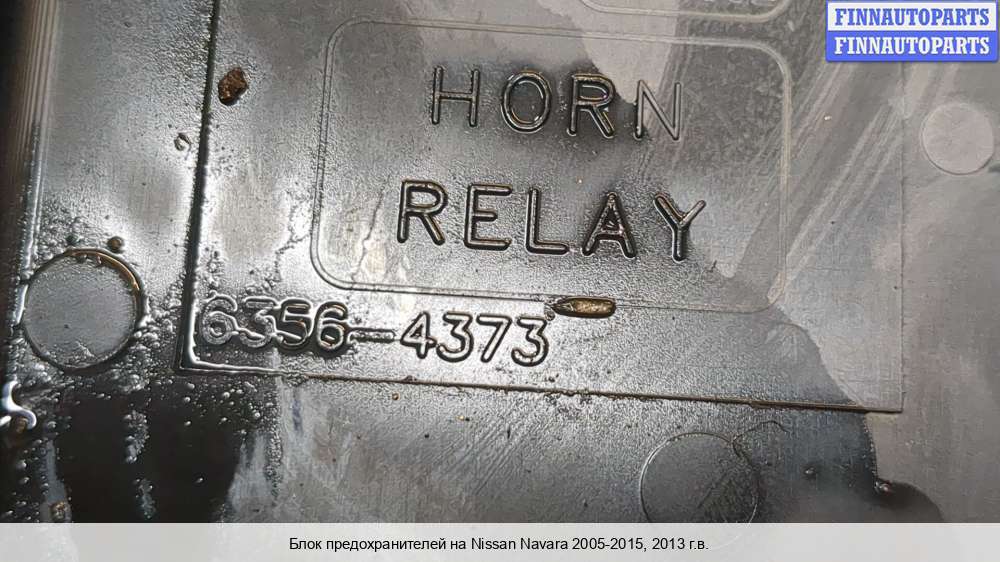 FINNAUTOPARTS
FINNAUTOPARTS
HORN
RELAY
6356-4373
Блок предохранителей на Nissan Navara 2005-2015, 2013 г.в.